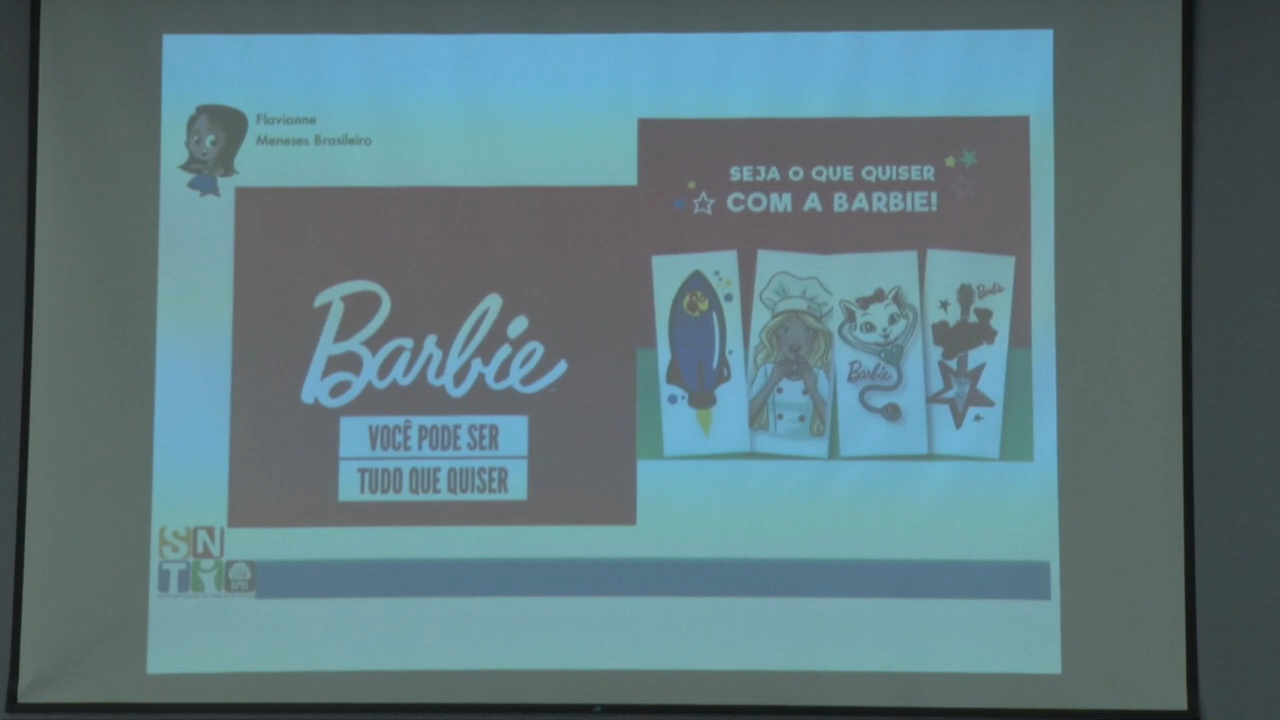 Flavianne
Meneses Brasileiro
SEJA O QUE QUISER
COM A BARBIE!
Barbie
VOCÊ PODE SER
TUDO QUE QUISER
Barbie
Barbie
SN
Ti
IPB